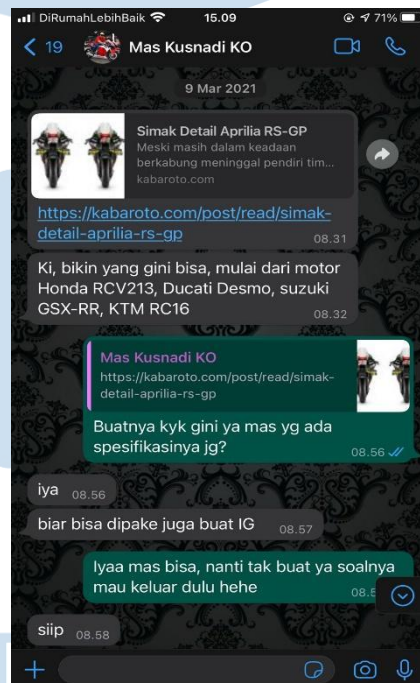 DiRumahLebihBaik 15.09 71%
19 Mas Kusnadi KO
9 Mar 2021
Simak Detail Aprilia RS-GP
Meski masih dalam keadaan
berkabung meninggal pendiri tim...
kabaroto.com
https://kabaroto.com/post/read/simak-
detail-aprilia-rs-gp
08.31
Ki, bikin yang gini bisa, mulai dari motor
Honda RCV213, Ducati Desmo, suzuki
GSX-RR, KTM RC16
08.32
Mas Kusnadi KO
https://kabaroto.com/post/read/simak-
detail-aprilia-rs-gp
Buatnya kyk gini ya mas yg ada
spesifikasinya jg?
08.56
iya 08.56
biar bisa dipake juga buat IG 08.57
Iyaa mas bisa, nanti tak buat ya soalnya
mau keluar dulu hehe
siip 08.58